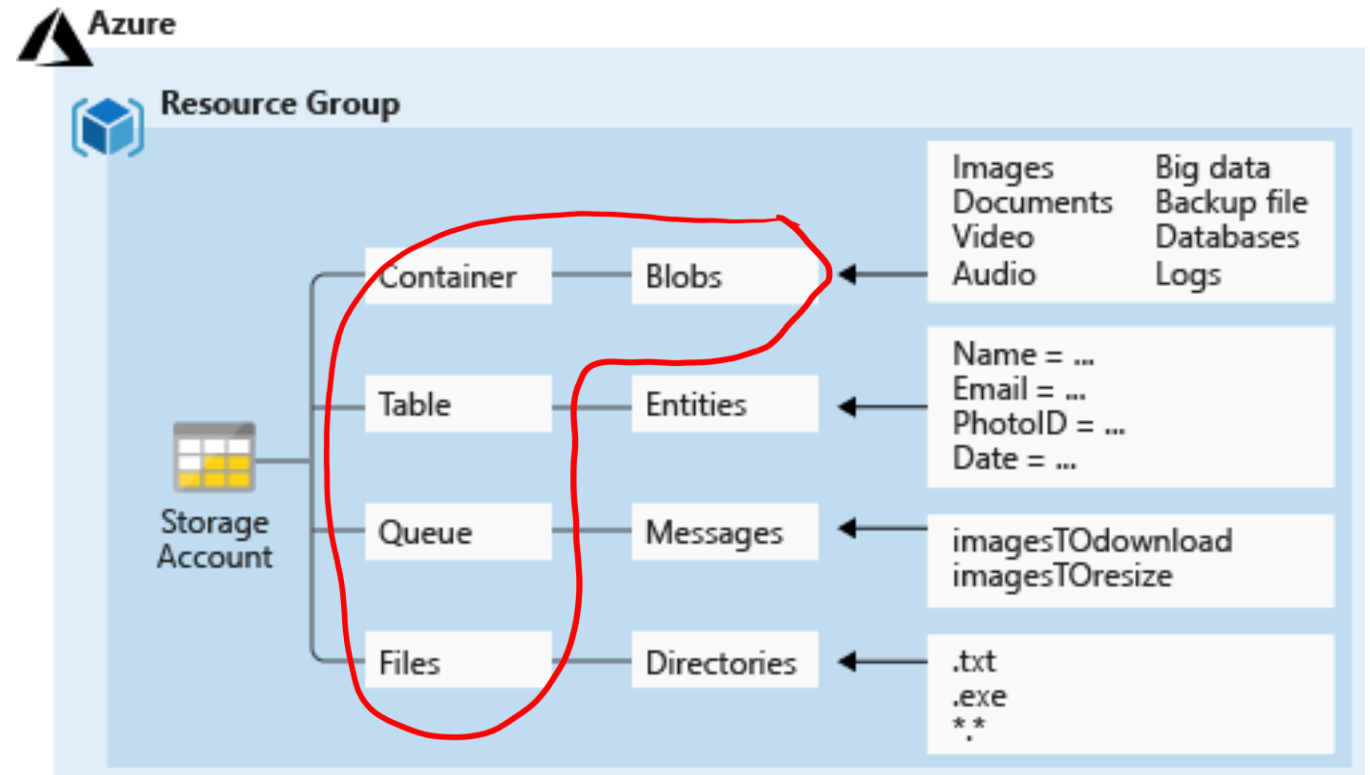 Azure
Resource Group
Images Big data
Documents Backup file
Video Databases
Audio Logs
Container Blobs
Name = ...
Email = ...
PhotoID = ...
Date = ...
Table Entities
Storage
Account
Queue Messages
imagesTOdownload
imagesTOresize
Files Directories
.txt
.exe
*.*